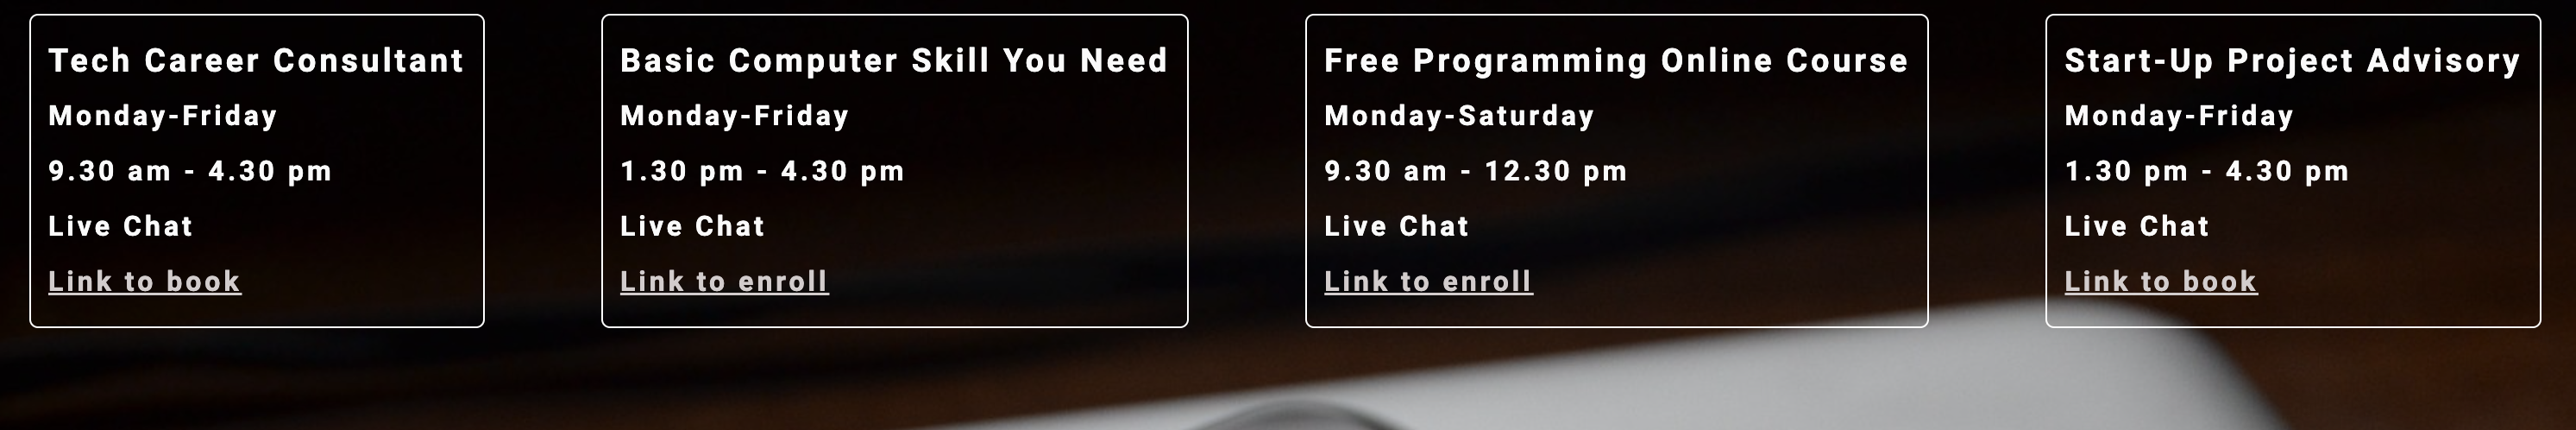 Tech Career Consultant
Monday-Friday
9.30 am - 4.30 pm
Live Chat
Link to book
Basic Computer Skill You Need
Monday-Friday
1.30 pm - 4.30 pm
Live Chat
Link to enroll
Free Programming Online Course
Monday-Saturday
9.30 am - 12.30 pm
Live Chat
Link to enroll
Start-Up Project Advisory
Monday-Friday
1.30 pm - 4.30 pm
Live Chat
Link to book